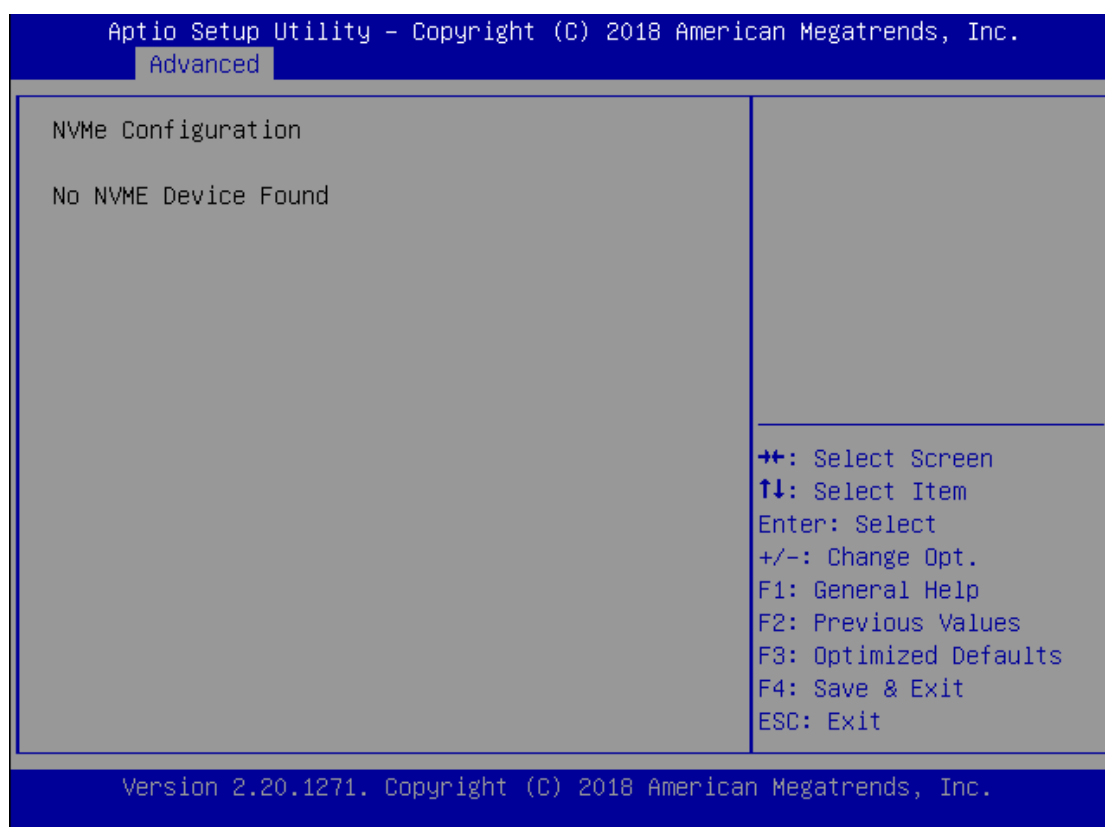 Aptio Setup Utility – Copyright (C) 2018 American Megatrends, Inc.
Advanced
NVMe Configuration
No NVME Device Found
→←: Select Screen
↑↓: Select Item
Enter: Select
+/-: Change Opt.
F1: General Help
F2: Previous Values
F3: Optimized Defaults
F4: Save & Exit
ESC: Exit
Version 2.20.1271. Copyright (C) 2018 American Megatrends, Inc.